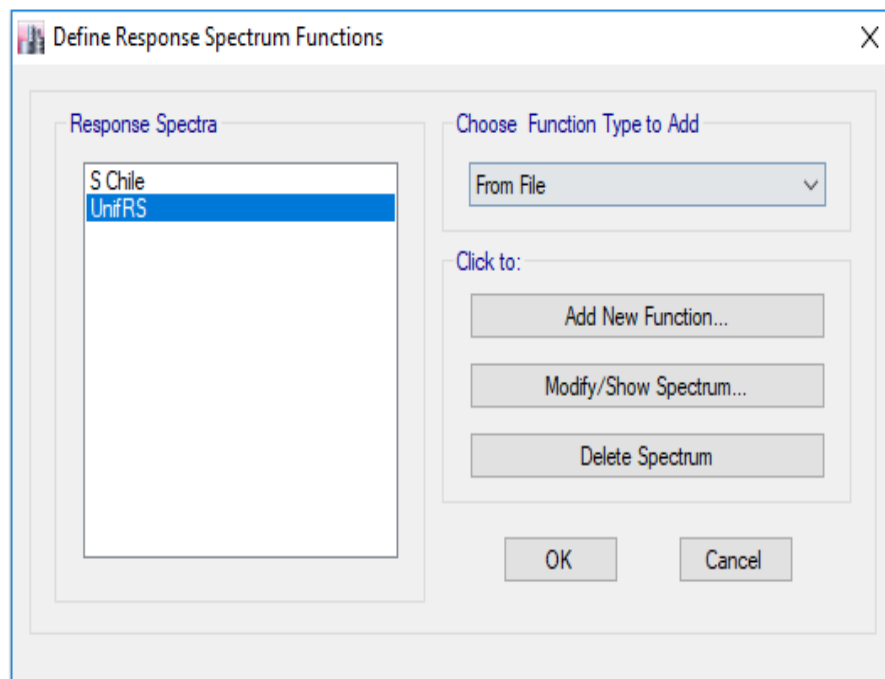 Define Response Spectrum Functions
Response Spectra
S Chile
UnifRS
Choose Function Type to Add
From File
Click to:
Add New Function...
Modify/Show Spectrum...
Delete Spectrum
OK
Cancel